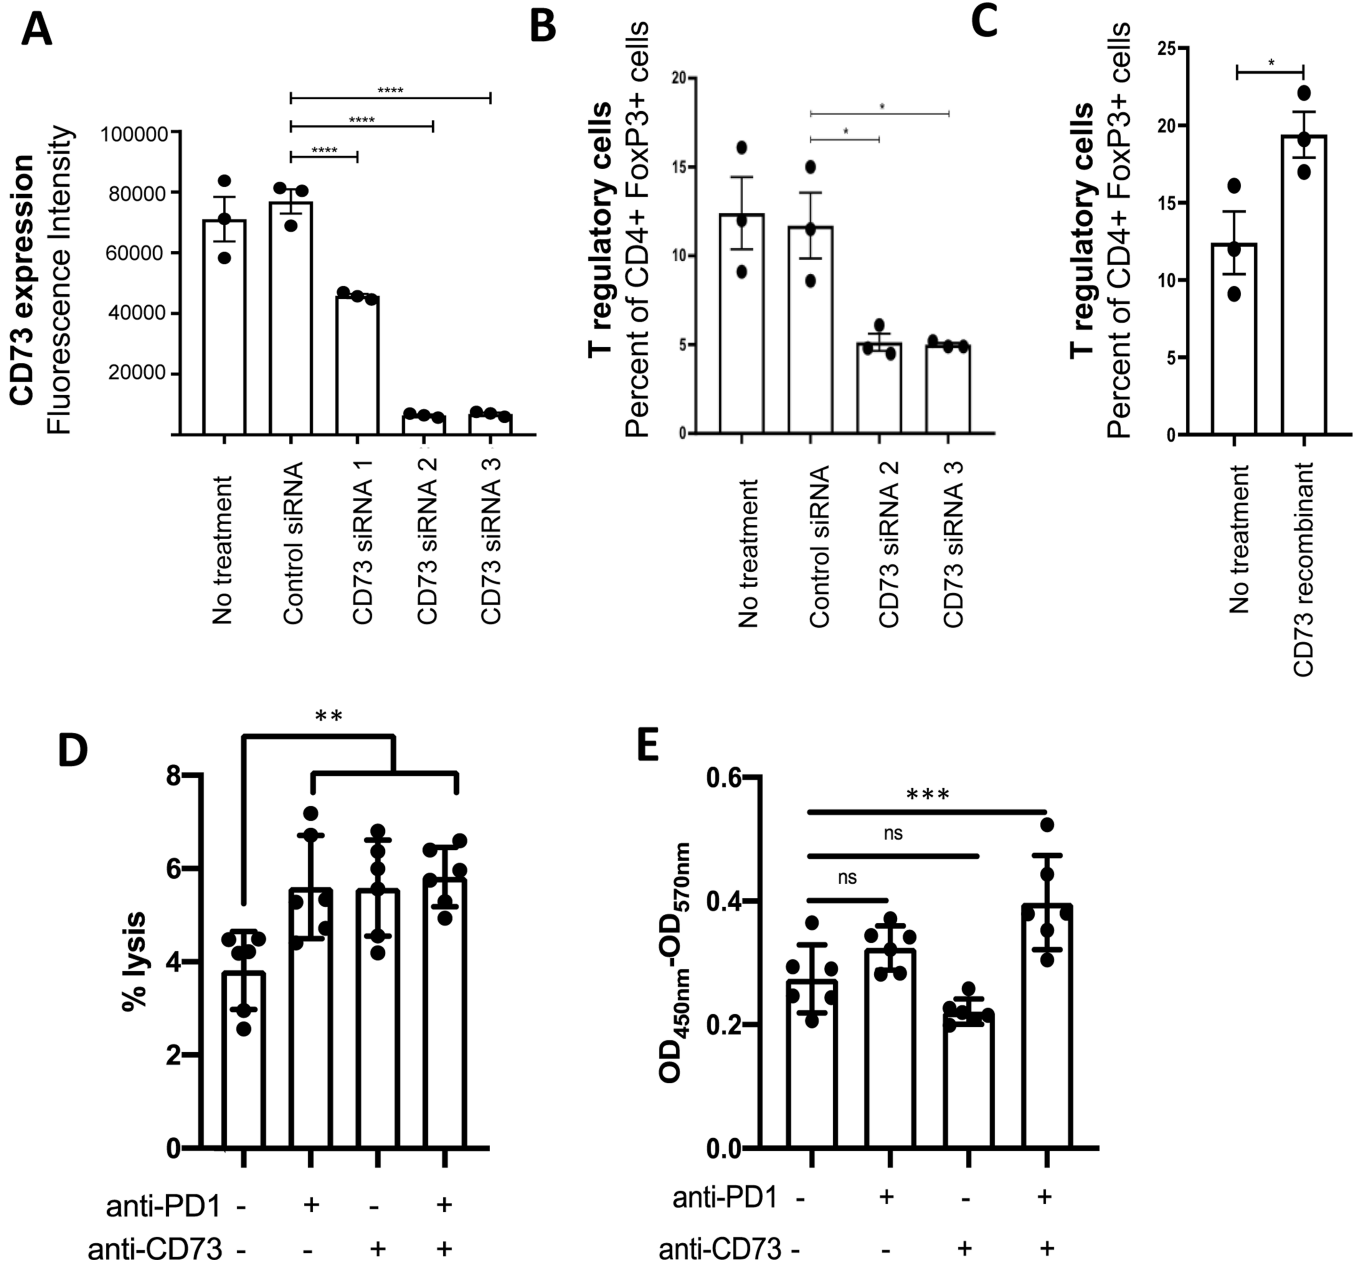 A
CD73 expression
Fluorescence Intensity
100000
80000
60000
40000
20000
****
****
****
No treatment
Control siRNA
CD73 siRNA 1
CD73 siRNA 2
CD73 siRNA 3
B
T regulatory cells
Percent of CD4+ FoxP3+ cells
20
15
10
5
0
*
*
No treatment
Control siRNA
CD73 siRNA 2
CD73 siRNA 3
C
T regulatory cells
Percent of CD4+ FoxP3+ cells
25
20
15
10
5
0
*
No treatment
CD73 recombinant
D
% lysis
8
6
4
2
0
**
anti-PD1 - + - +
anti-CD73 - - + +
E
OD450nm-OD570nm
0.6
0.4
0.2
0.0
***
ns
ns
anti-PD1 - + - +
anti-CD73 - - + +